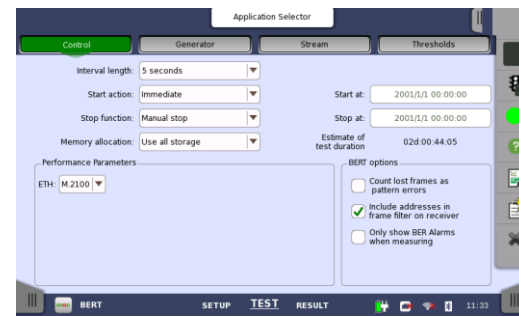 Application Selector
Control
Generator
Stream
Thresholds
Interval length: 5 seconds
Start action: Immediate
Start at: 2001/1/1 00:00:00
Stop function: Manual stop
Stop at: 2001/1/1 00:00:00
Memory allocation: Use all storage
Estimate of
test duration
02d:00:44:05
Performance Parameters
BERT options
ETH: M.2100
Count lost frames as
pattern errors
Include addresses in
frame filter on receiver
Only show BER Alarms
when measuring
BERT
SETUP
TEST
RESULT
11:33